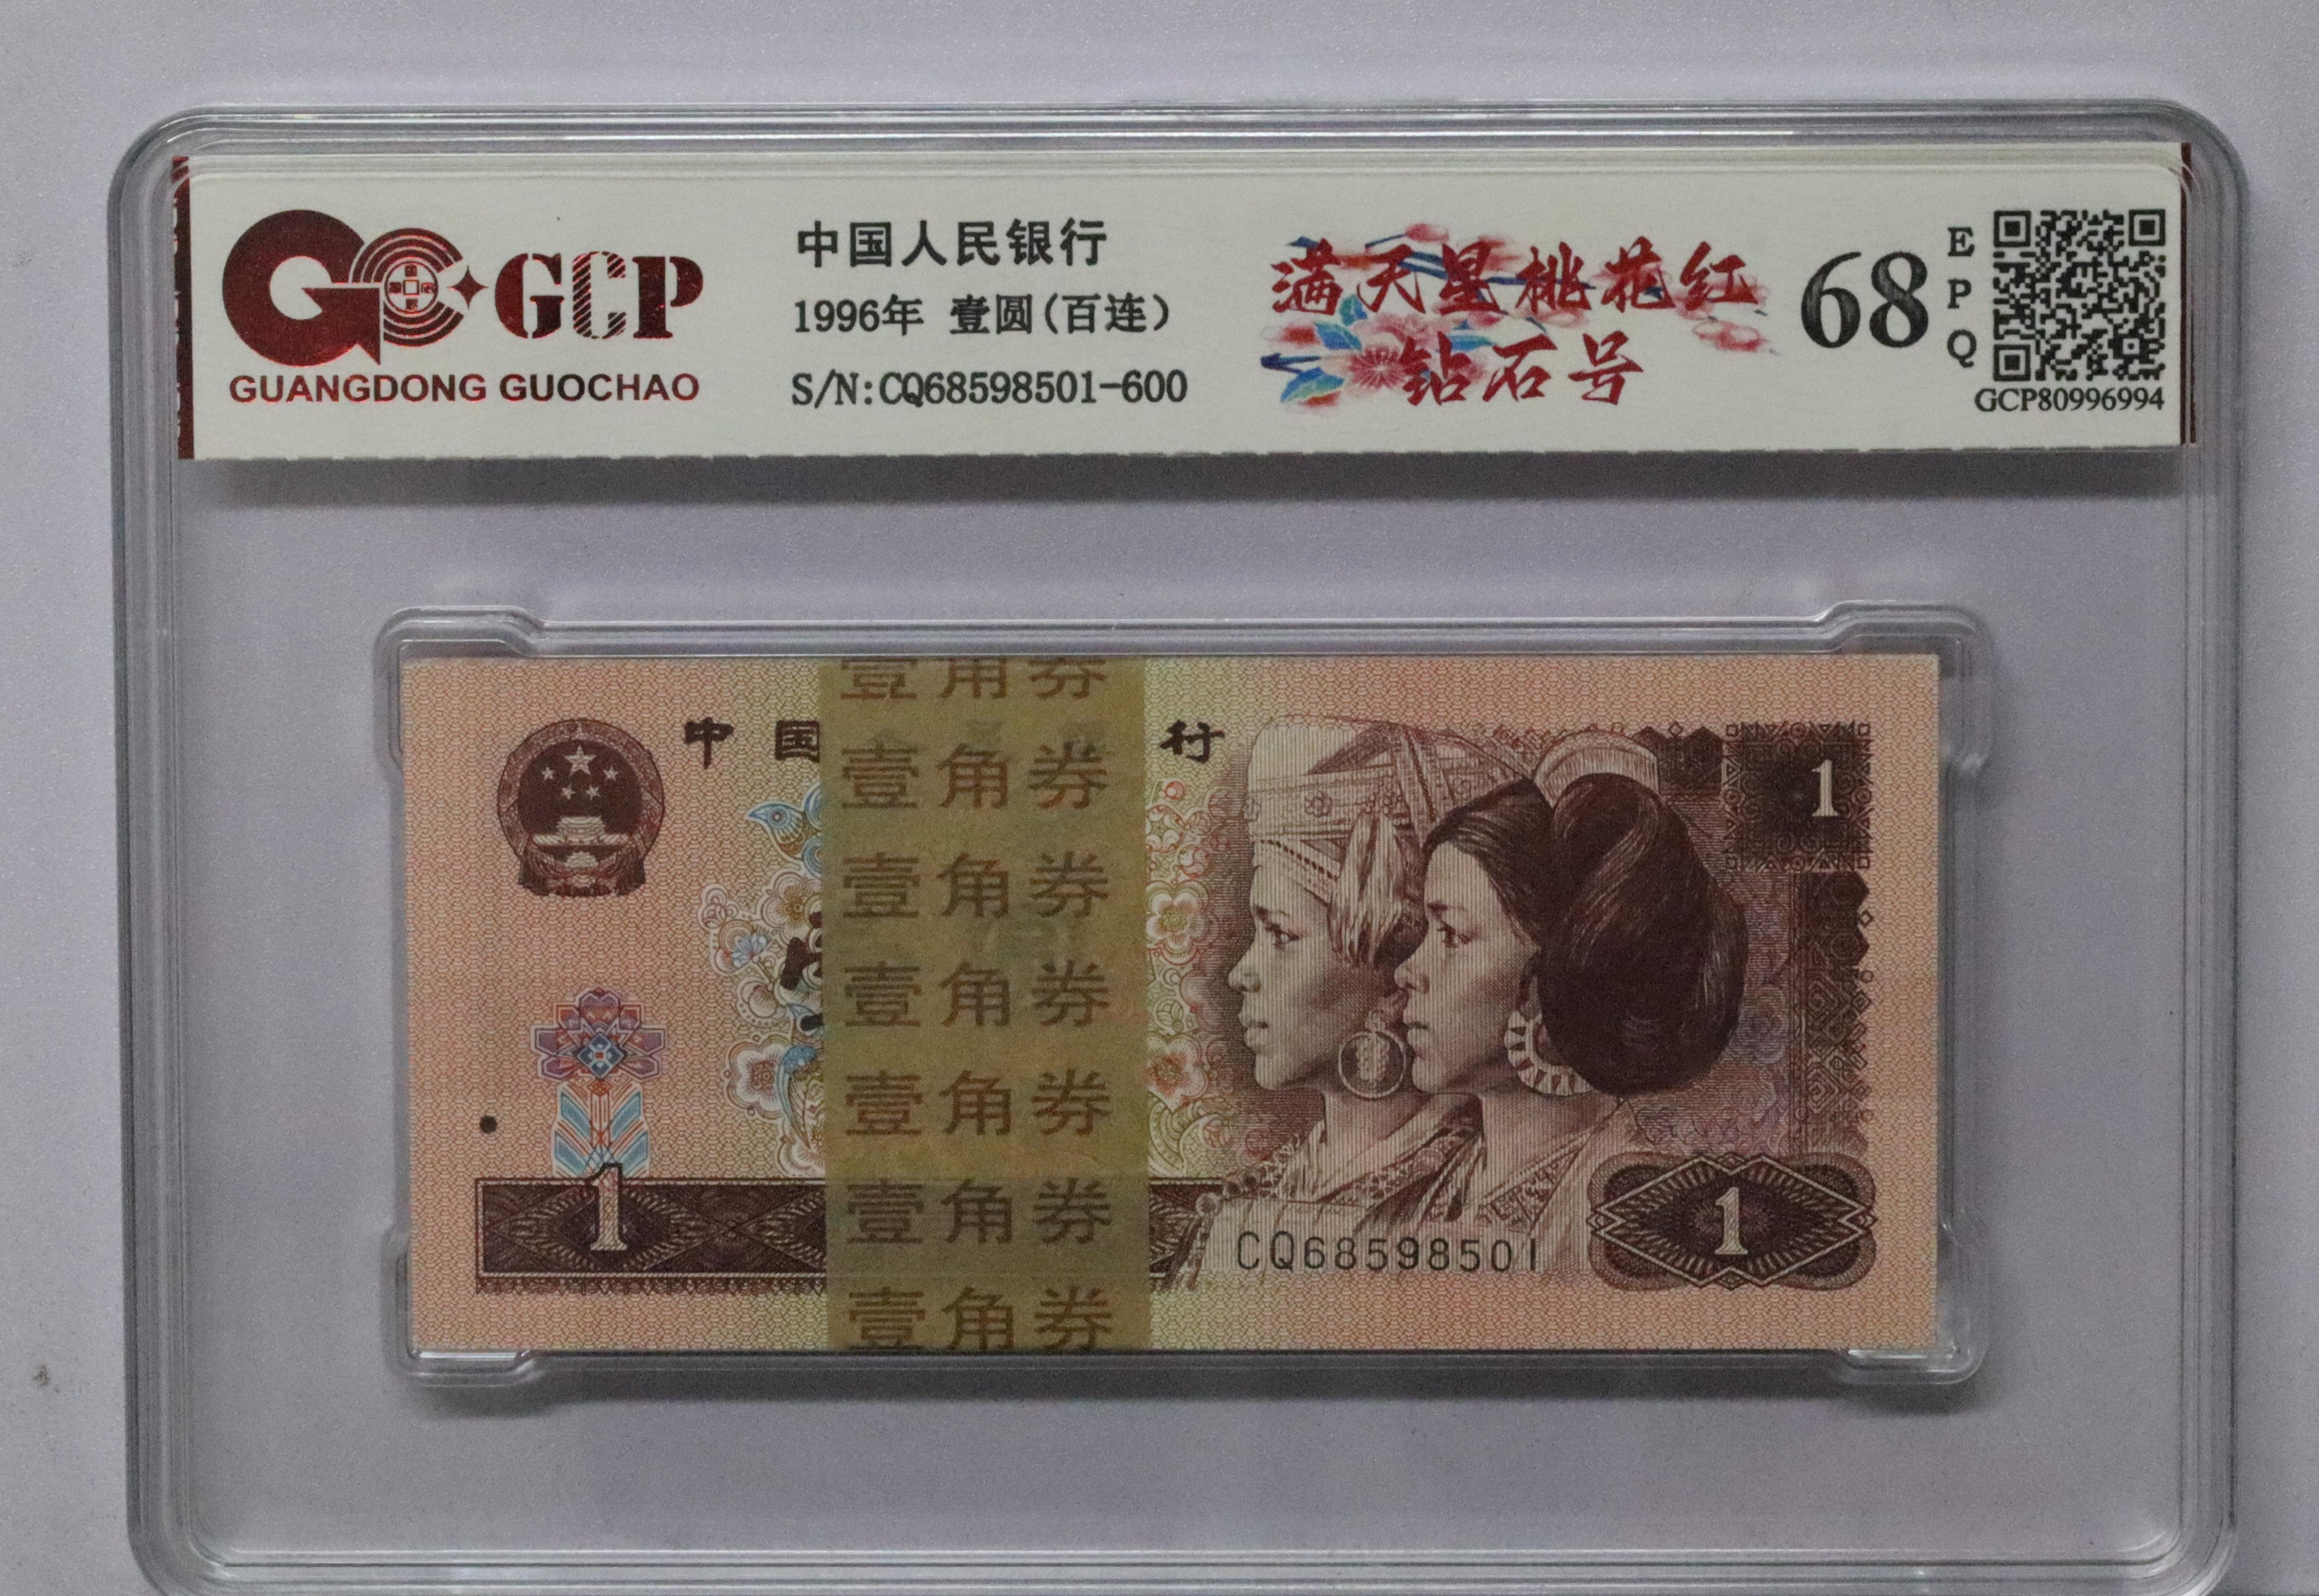 GCP
GUANGDONG GUOCHAO
中国人民银行
1996年 壹圆(百连)
S/N:CQ68598501-600
满天星桃花红
钻石号
68
E
P
Q
GCP80996994
壹角券
中国
行
壹角券
1
壹角券
壹角券
壹角券
壹角券
壹角券
1
CQ68598501
1